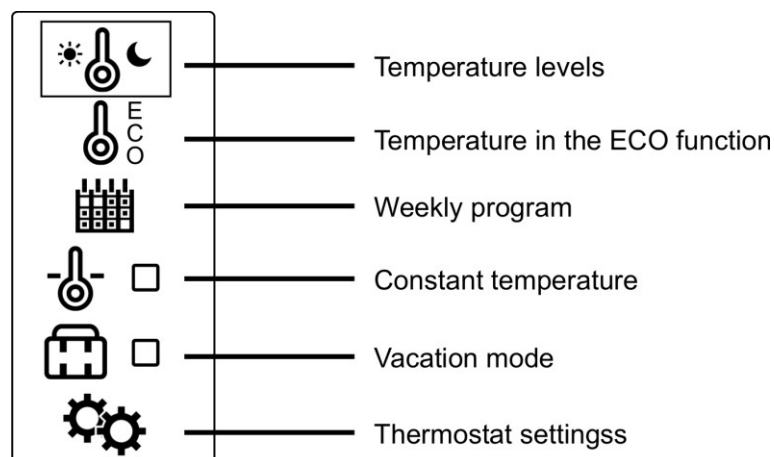 Temperature levels
E
C
O
Temperature in the ECO function
Weekly program
Constant temperature
Vacation mode
Thermostat settingss